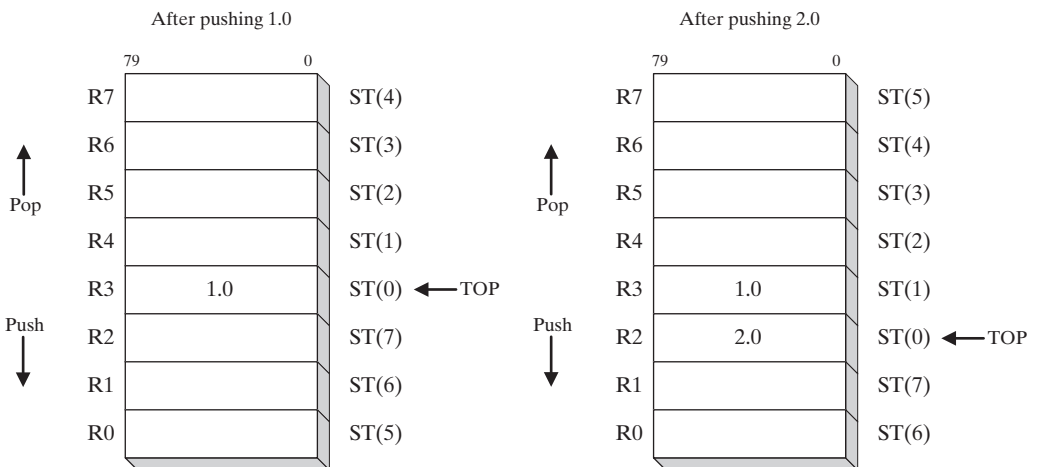 After pushing 1.0
79 0
R7 ST(4)
R6 ST(3)
R5 ST(2)
R4 ST(1)
R3 1.0 ST(0) TOP
R2 ST(7)
R1 ST(6)
R0 ST(5)
Pop
Push
After pushing 2.0
79 0
R7 ST(5)
R6 ST(4)
R5 ST(3)
R4 ST(2)
R3 1.0 ST(1)
R2 2.0 ST(0) TOP
R1 ST(7)
R0 ST(6)
Pop
Push